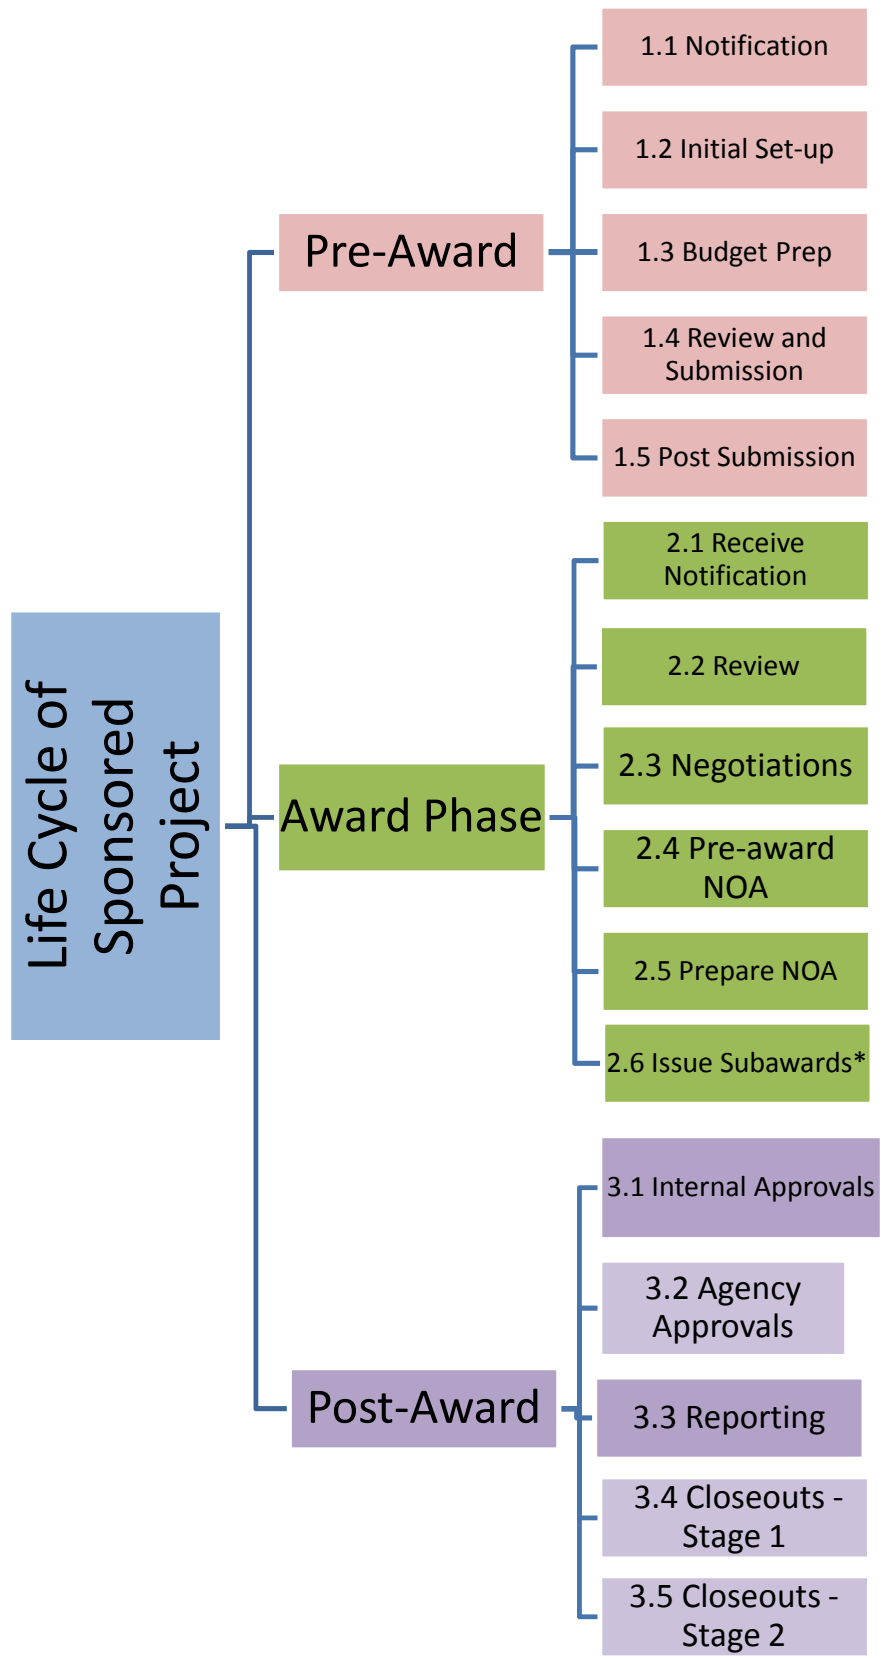 Life Cycle of
Sponsored
Project
Pre-Award
1.1 Notification
1.2 Initial Set-up
1.3 Budget Prep
1.4 Review and
Submission
1.5 Post Submission
Award Phase
2.1 Receive
Notification
2.2 Review
2.3 Negotiations
2.4 Pre-award
NOA
2.5 Prepare NOA
2.6 Issue Subawards*
Post-Award
3.1 Internal Approvals
3.2 Agency
Approvals
3.3 Reporting
3.4 Closeouts -
Stage 1
3.5 Closeouts -
Stage 2